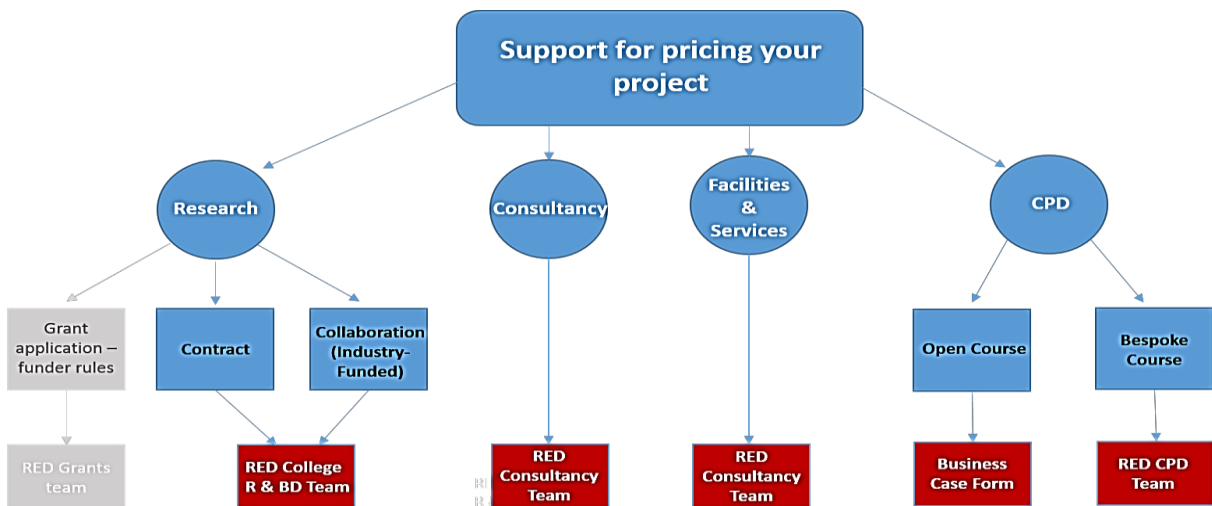 Support for pricing your
project
Research
Consultancy
Facilities
&
Services
CPD
Grant
application –
funder rules
Contract
Collaboration
(Industry-
Funded)
Open Course
Bespoke
Course
RED Grants
team
RED College
R & BD Team
RED
Consultancy
Team
RED
Consultancy
Team
Business
Case Form
RED CPD
Team